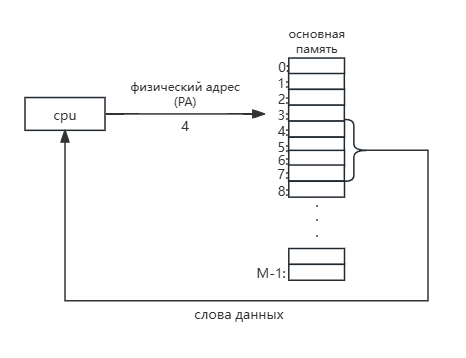 основная
память
физический адрес
(PA)
4
cpu
0:
1:
2:
3:
4:
5:
6:
7:
8:
M-1:
слова данных